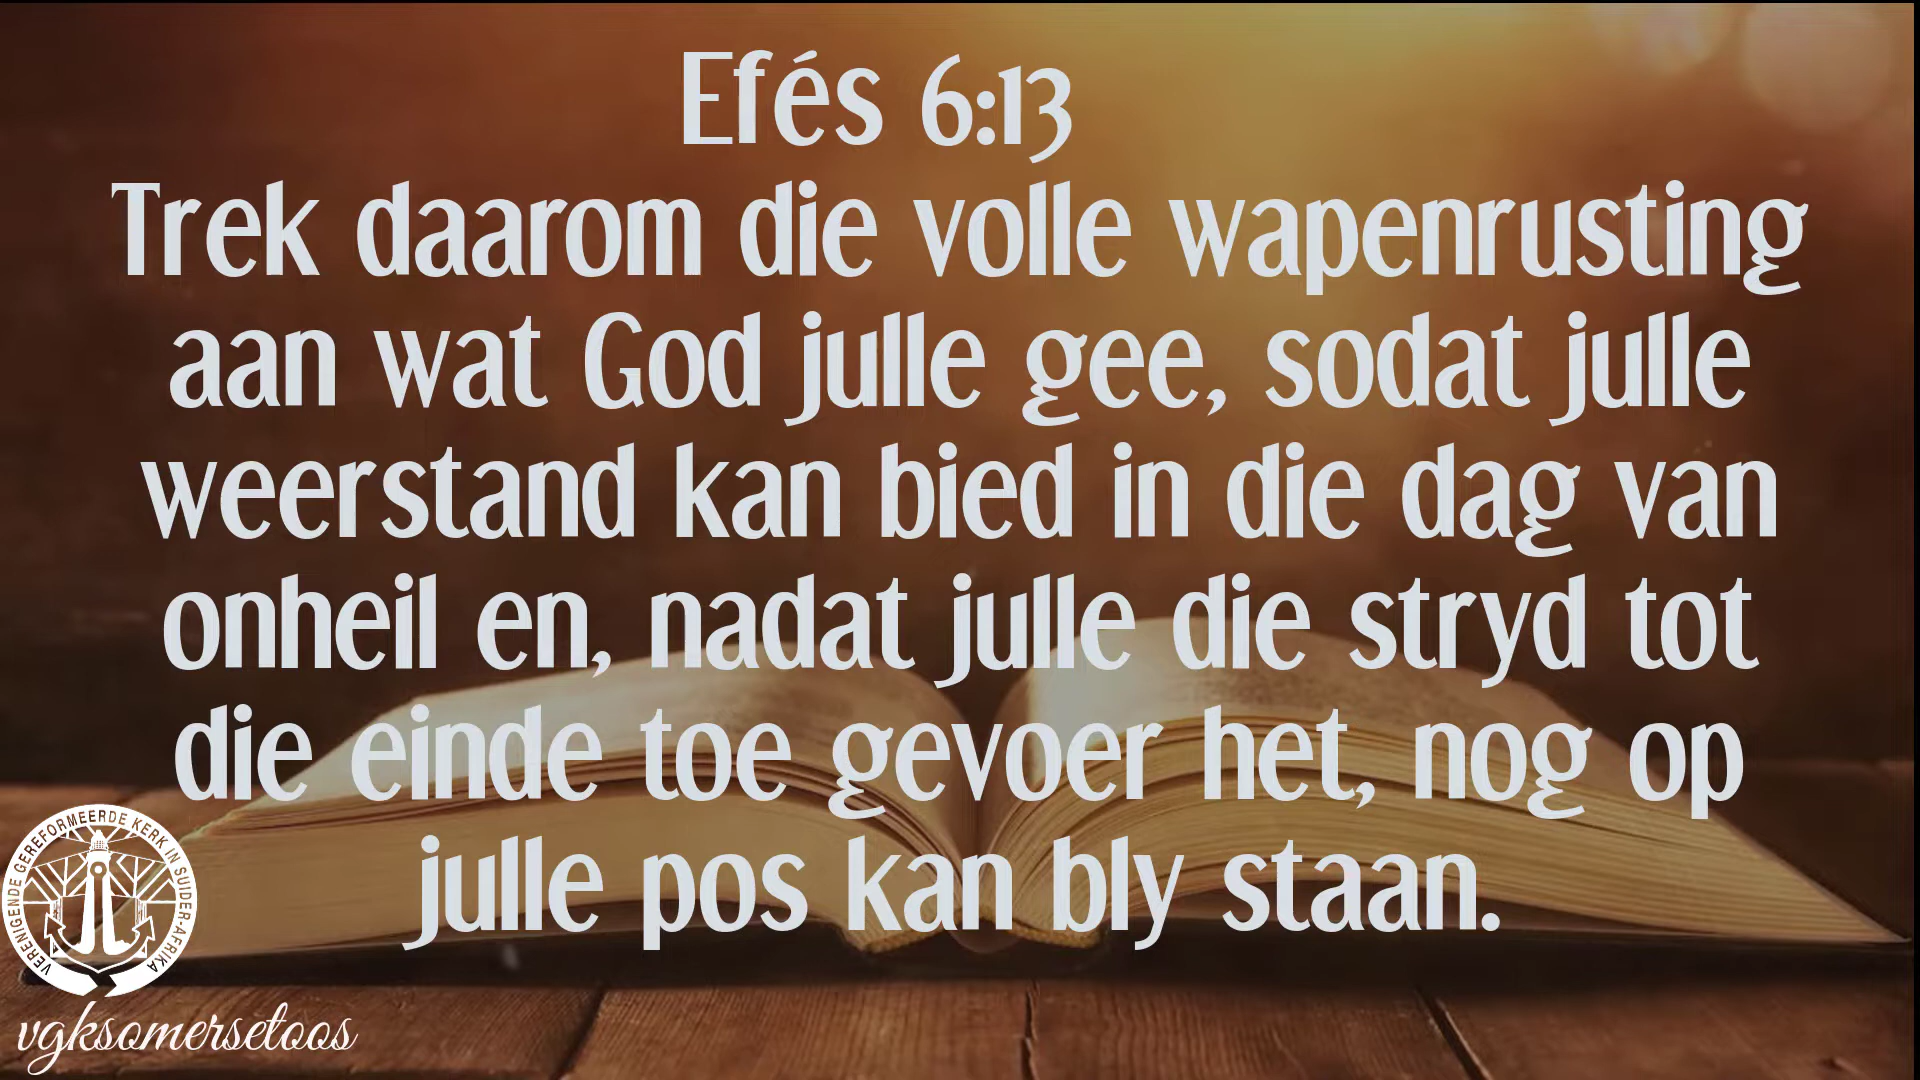 Efés 6:13
Trek daarom die volle wapenrusting
aan wat God julle gee, sodat julle
weerstand kan bied in die dag van
onheil en, nadat julle die stryd tot
die einde toe gevoer het, nog op
julle pos kan bly staan.
VERENIGENDE GEREFORMEERDE KERK IN SUIDER-AFRIKA
vgksomersetoos